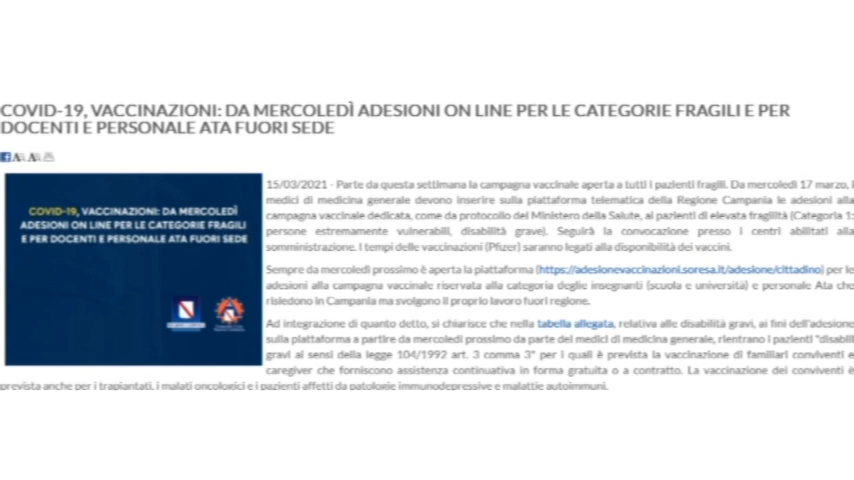 COVID-19, VACCINAZIONI: DA MERCOLEDÌ ADESIONI ON LINE PER LE CATEGORIE FRAGILI E PER
DOCENTI E PERSONALE ATA FUORI SEDE
COVID-19, VACCINAZIONI: DA MERCOLEDÌ
ADESIONI ON LINE PER LE CATEGORIE FRAGILI
E PER DOCENTI E PERSONALE ATA FUORI SEDE
15/03/2021 - Parte da questa settimana la campagna vaccinale aperta a tutti i pazienti fragili. Da mercoledì 17 marzo, i
medici di medicina generale devono inserire sulla piattaforma telematica della Regione Campania le adesioni alla
campagna vaccinale dedicata, come da protocollo del Ministero della Salute, ai pazienti di elevata fragilità (Categoria 1:
persone estremamente vulnerabili, disabilità grave). Seguirà la convocazione presso i centri abilitati alla
somministrazione. I tempi delle vaccinazioni (Pfizer) saranno legati alla disponibilità dei vaccini.
Sempre da mercoledì prossimo è aperta la piattaforma (https://adesionevaccinazioni.soresa.it/adesione/cittadino) per le
adesioni alla campagna vaccinale riservata alla categoria degli insegnanti (scuola e università) e personale Ata che
risiedono in Campania ma svolgono il proprio lavoro fuori regione.
Ad integrazione di quanto detto, si chiarisce che nella tabella allegata, relativa alle disabilità gravi, ai fini dell'adesione
sulla piattaforma a partire da mercoledì prossimo da parte dei medici di medicina generale, rientrano i pazienti "disabili
gravi ai sensi della legge 104/1992 art. 3 comma 3" per i quali è prevista la vaccinazione di familiari conviventi e
caregiver che forniscono assistenza continuativa in forma gratuita o a contratto. La vaccinazione dei conviventi è
prevista anche per i trapiantati, i malati oncologici e i pazienti affetti da patologie immunodepressive e malattie autoimmuni.